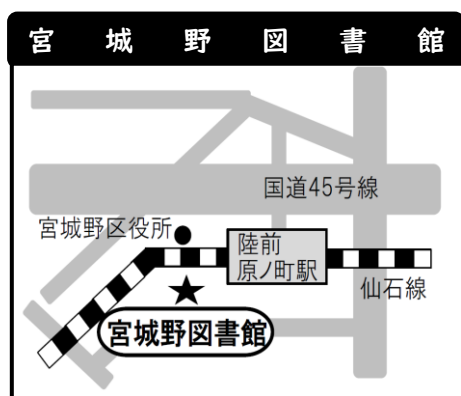 宮城野図書館
国道45号線
宮城野区役所
陸前
原ノ町駅
仙石線
宮城野図書館